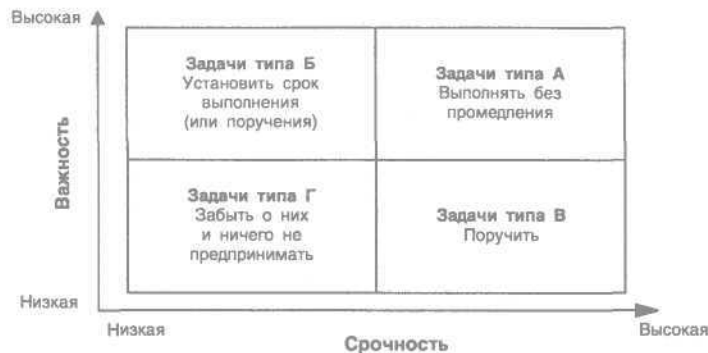 Высокая
Задачи типа Б
Установить срок
выполнения
(или поручения)
Задачи типа А
Выполнять без
промедления
Важность
Задачи типа Г
Забыть о них
и ничего не
предпринимать
Задачи типа В
Поручить
Низкая
Низкая
Срочность
Высокая